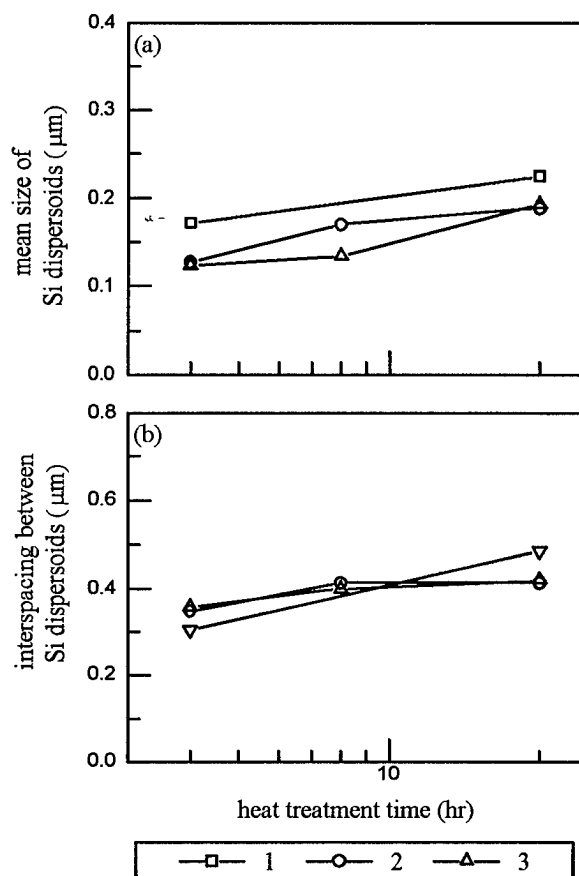 (a)
0.4
0.3
0.2
0.1
0.0
mean size of
Si dispersoids (μm)
(b)
0.8
0.6
0.4
0.2
0.0
interspacing between
Si dispersoids (μm)
10
heat treatment time (hr)
1 2 3